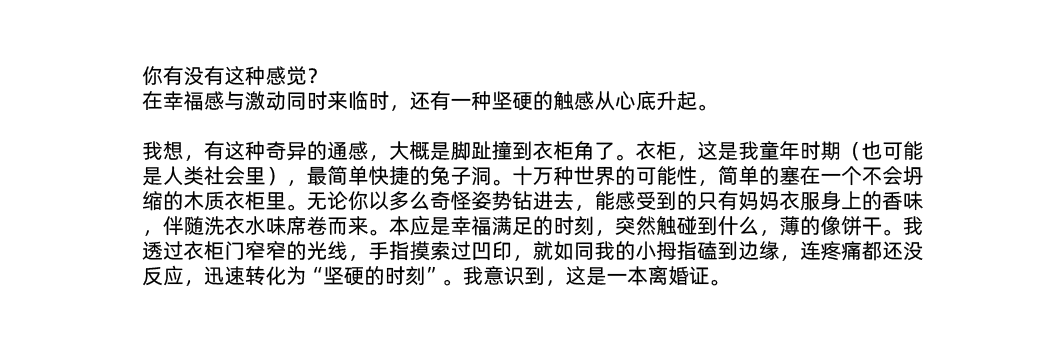 你有没有这种感觉？
在幸福感与激动同时来临时，还有一种坚硬的触感从心底升起。
我想，有这种奇异的通感，大概是脚趾撞到衣柜角了。衣柜，这是我童年时期（也可能
是人类社会里），最简单快捷的兔子洞。十万种世界的可能性，简单的塞在一个不会坍
缩的木质衣柜里。无论你以多么奇怪姿势钻进去，能感受到的只有妈妈衣服身上的香味
，伴随洗衣水味席卷而来。本应是幸福满足的时刻，突然触碰到什么，薄的像饼干。我
透过衣柜门窄窄的光线，手指摸索过凹印，就如同我的小拇指磕到边缘，连疼痛都还没
反应，迅速转化为“坚硬的时刻”。我意识到，这是一本离婚证。